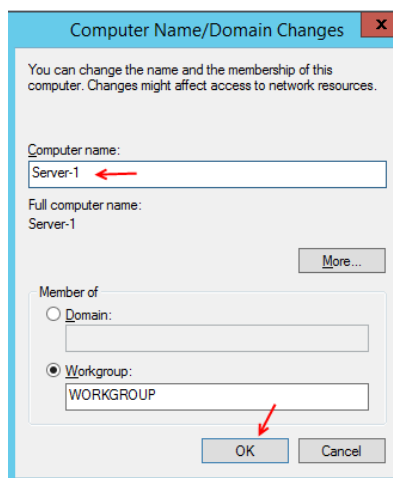 Computer Name/Domain Changes
x
You can change the name and the membership of this
computer. Changes might affect access to network resources.
Computer name:
Server-1
Full computer name:
Server-1
More...
Member of
Domain:
Workgroup:
WORKGROUP
OK Cancel